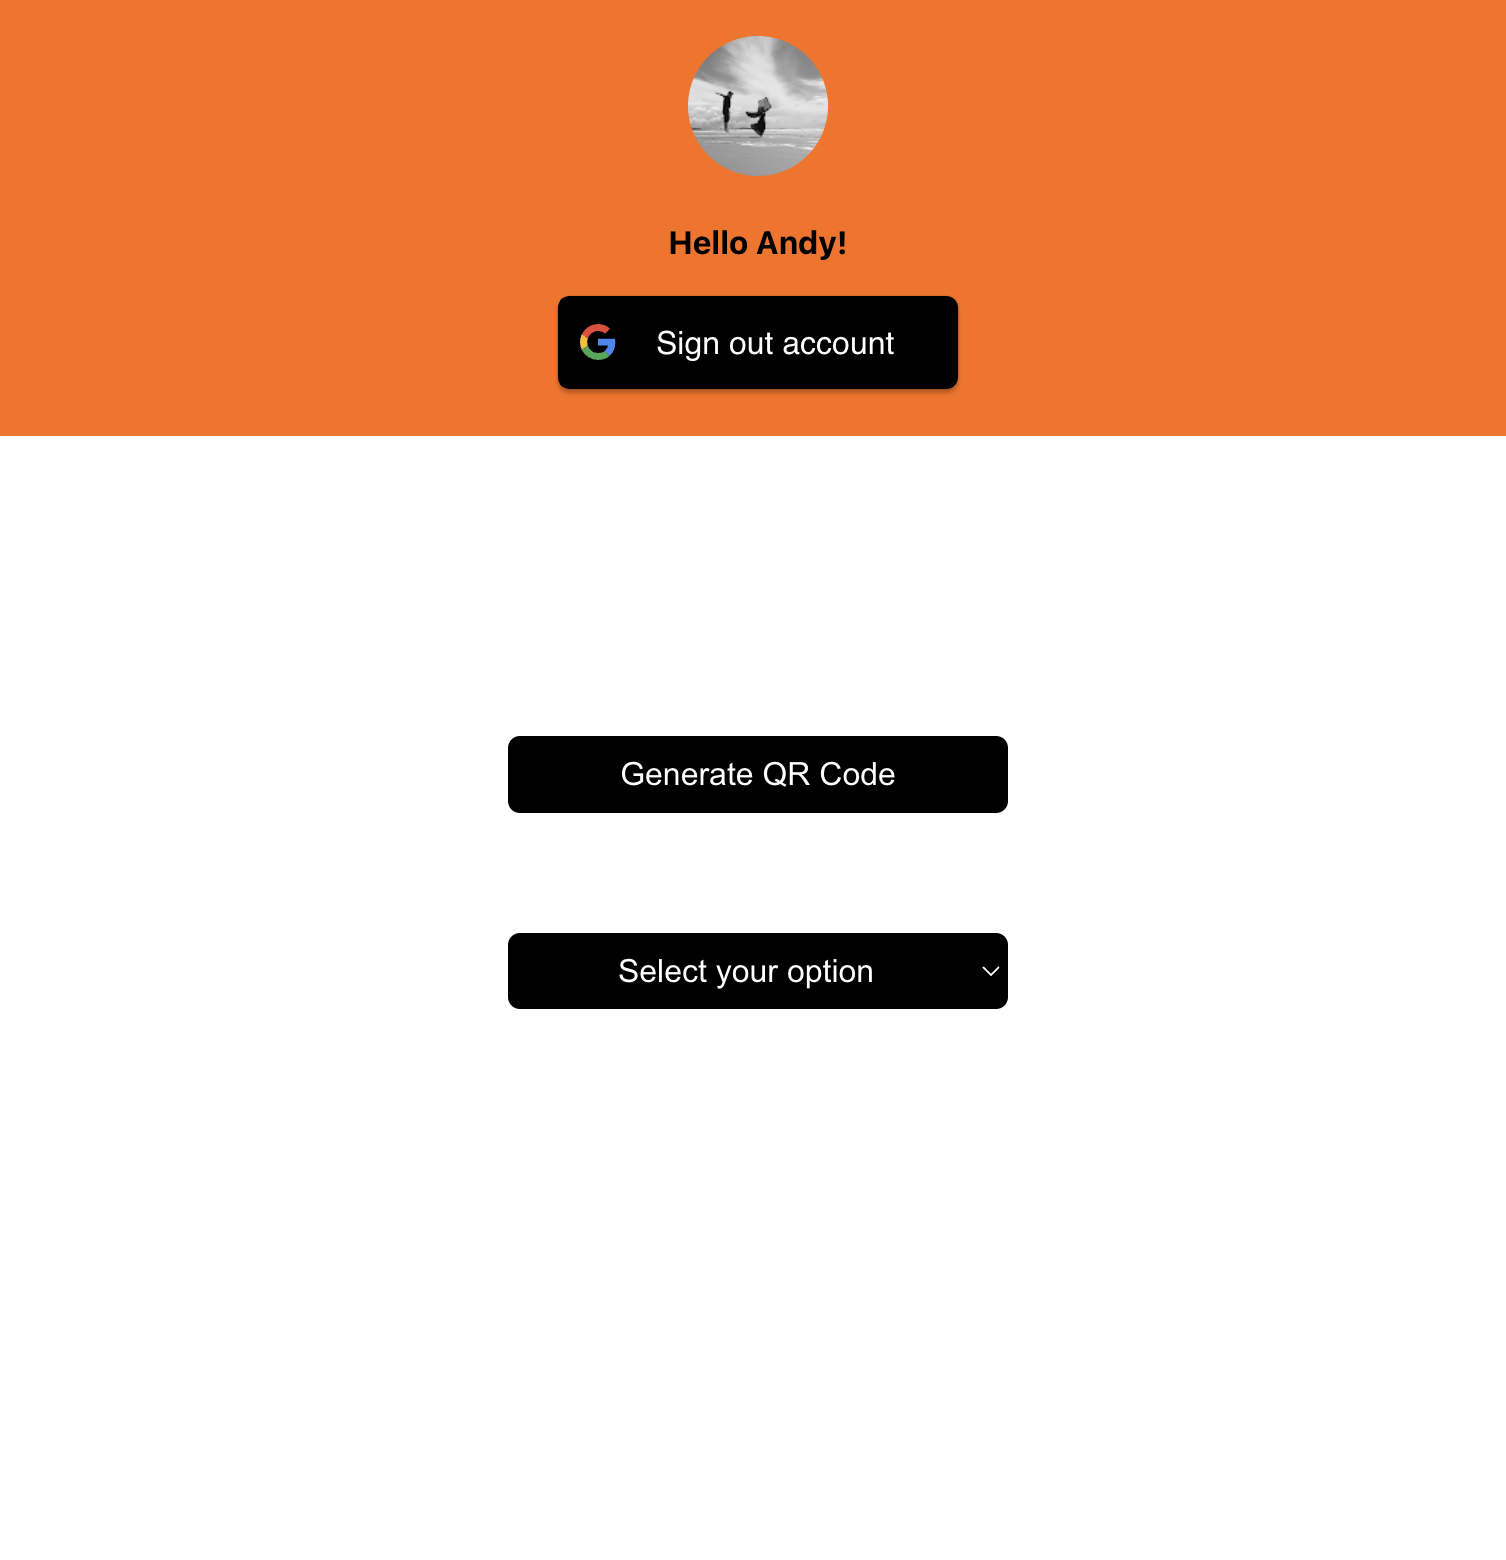 Hello Andy!
Sign out account
Generate QR Code
Select your option